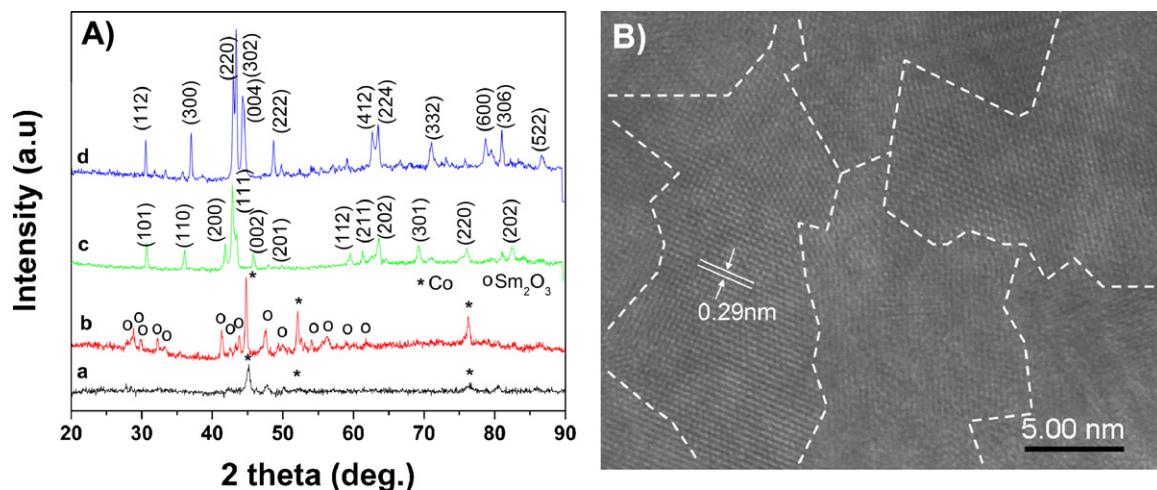 A)
Intensity (a.u)
d
(112)
(300)
(220)
(302)
(004)
(222)
(412)
(224)
(332)
(600)
(306)
(522)
c
(101)
(110)
(200)
(111)
(002)
(201)
(112)
(211)
(202)
(301)
(220)
(202)
* Co
o Sm₂O₃
b
o o o o o o o o o o o o o o
* * *
a
* * *
20 30 40 50 60 70 80 90
2 theta (deg.)
B)
0.29nm
5.00 nm